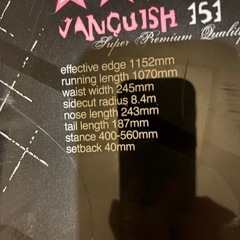 VANQUISH 151
Super Premium Quality
effective edge 1152mm
running length 1070mm
waist width 245mm
sidecut radius 8.4m
nose length 243mm
tail length 187mm
stance 400-560mm
setback 40mm